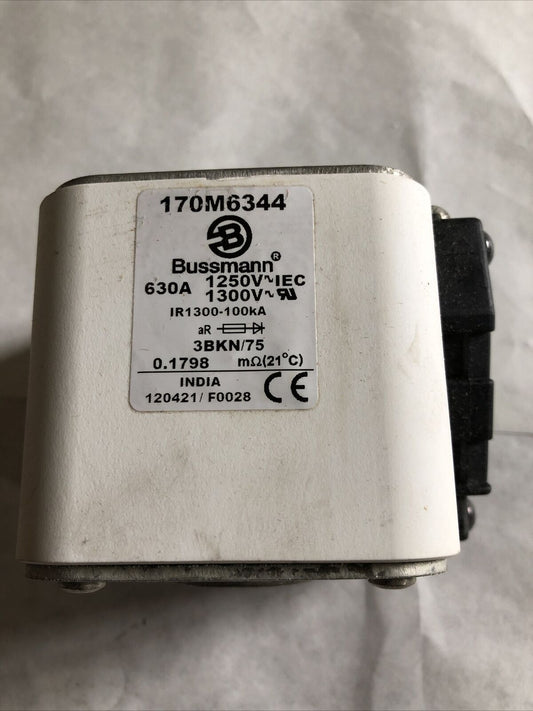 170M6344
B
Bussmann®
630A 1250V~IEC
1300V~ UR
IR1300-100kA
aR
3BKN/75
0.1798 mΩ(21°C)
INDIA CE
120421/ F0028